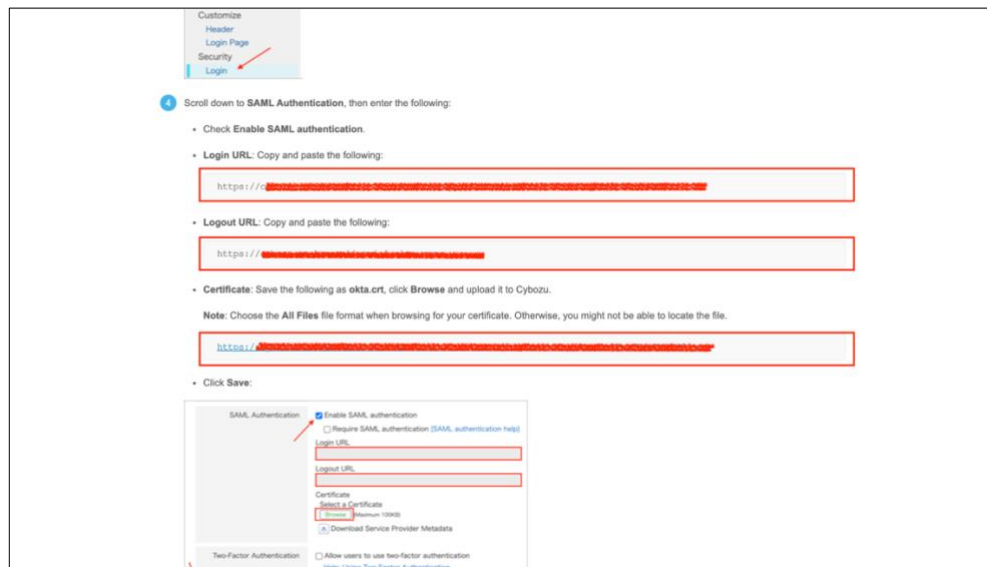 Customize
Header
Login Page
Security
Login
4 Scroll down to SAML Authentication, then enter the following:
• Check Enable SAML authentication.
• Login URL: Copy and paste the following:
https://
• Logout URL: Copy and paste the following:
https://
• Certificate: Save the following as okta.crt, click Browse and upload it to Cybozu.
Note: Choose the All Files file format when browsing for your certificate. Otherwise, you might not be able to locate the file.
https:/
• Click Save:
SAML Authentication Enable SAML authentication
Require SAML authentication [SAML authentication help]
Login URL
Logout URL
Certificate
Select a Certificate
Browse (Maximum 100KB)
Download Service Provider Metadata
Two-Factor Authentication Allow users to use two-factor authentication